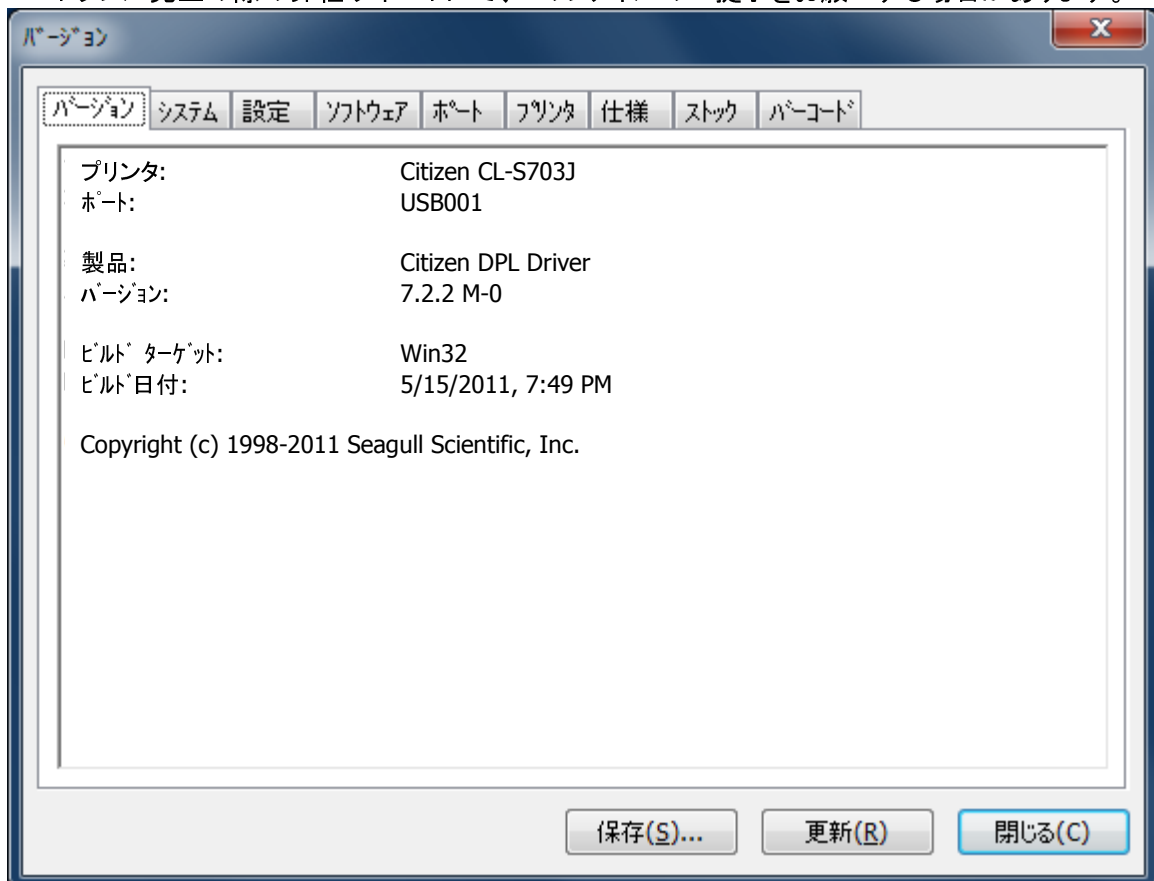 バージョン
バージョン システム 設定 ソフトウェア ポート プリンタ 仕様 ストック バーコード
プリンタ: Citizen CL-S703J
ポート: USB001
製品: Citizen DPL Driver
バージョン: 7.2.2 M-0
ビルド ターゲット: Win32
ビルド日付: 5/15/2011, 7:49 PM
Copyright (c) 1998-2011 Seagull Scientific, Inc.
保存(S)... 更新(R) 閉じる(C)